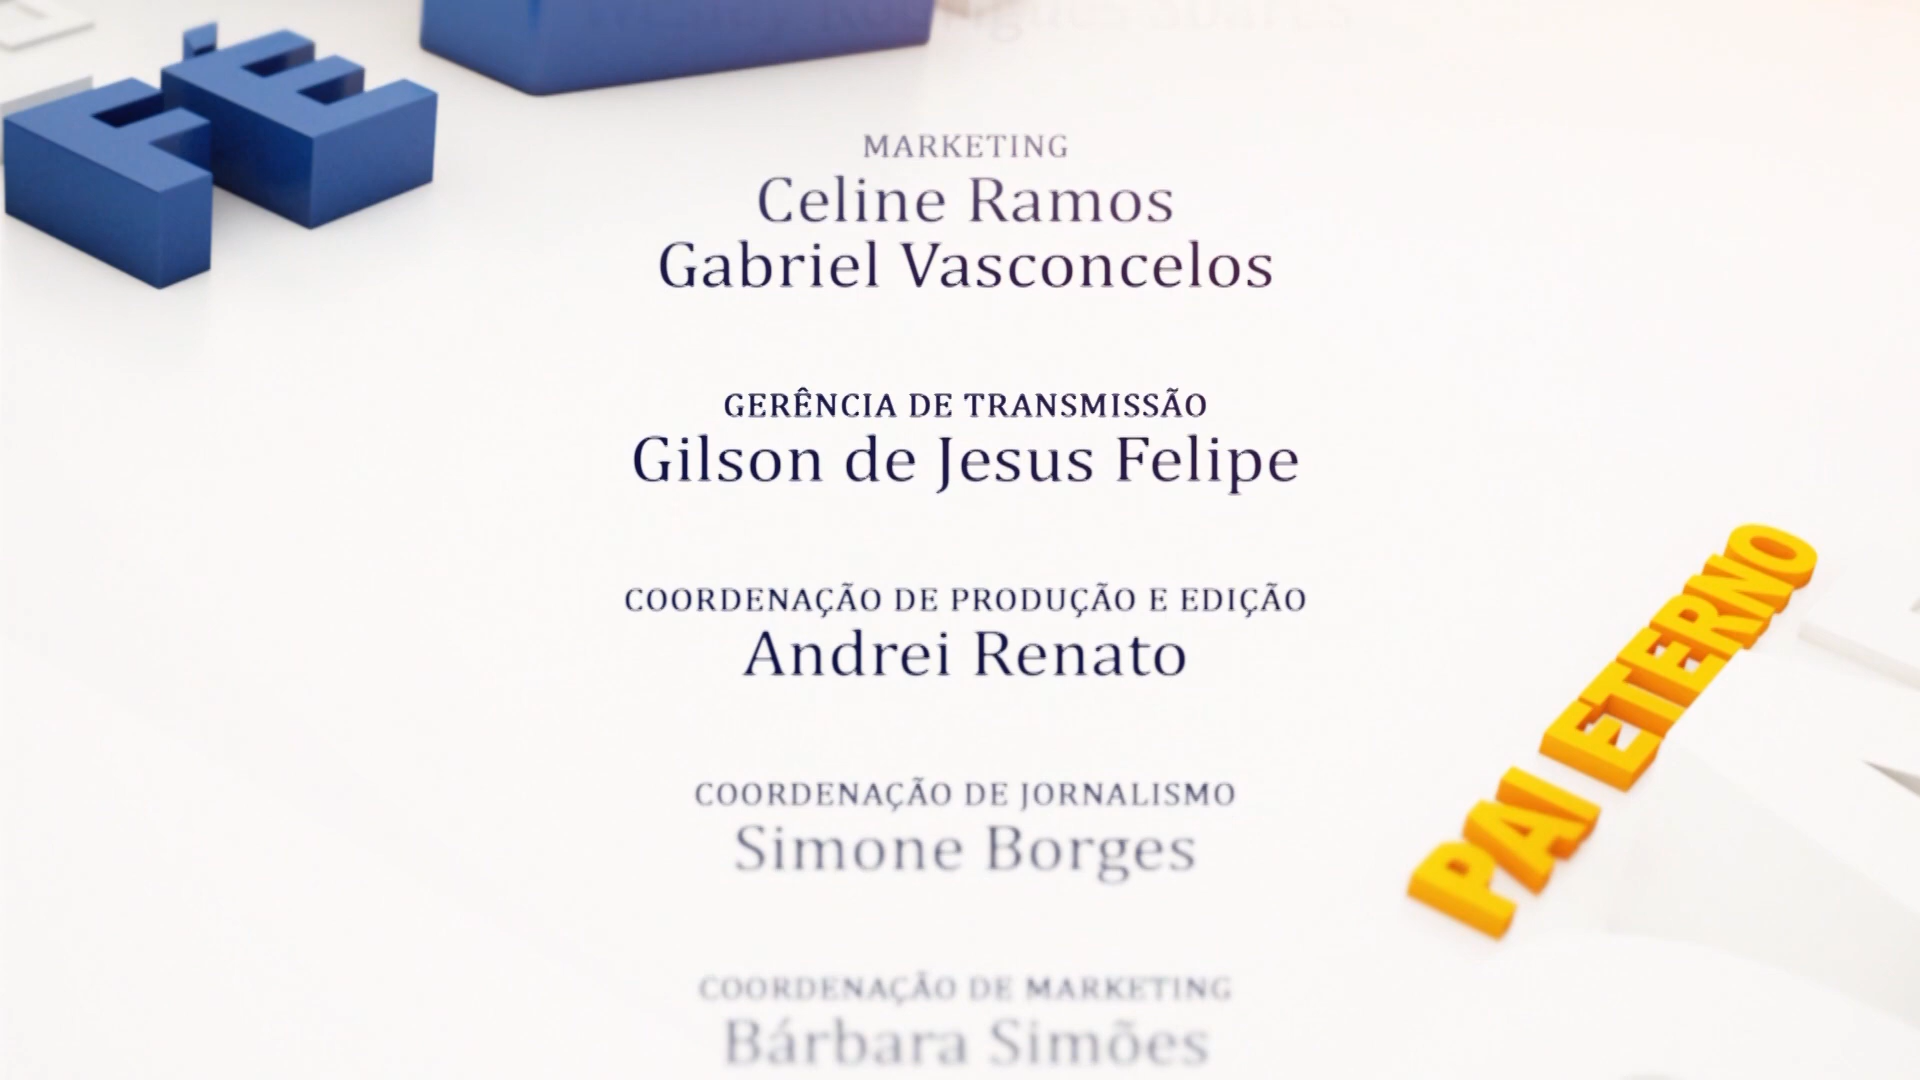 FÉ
MARKETING
Celine Ramos
Gabriel Vasconcelos
GERÊNCIA DE TRANSMISSÃO
Gilson de Jesus Felipe
COORDENAÇÃO DE PRODUÇÃO E EDIÇÃO
Andrei Renato
PAI ETERNO
COORDENAÇÃO DE JORNALISMO
Simone Borges
COORDENAÇÃO DE MARKETING
Bárbara Simões